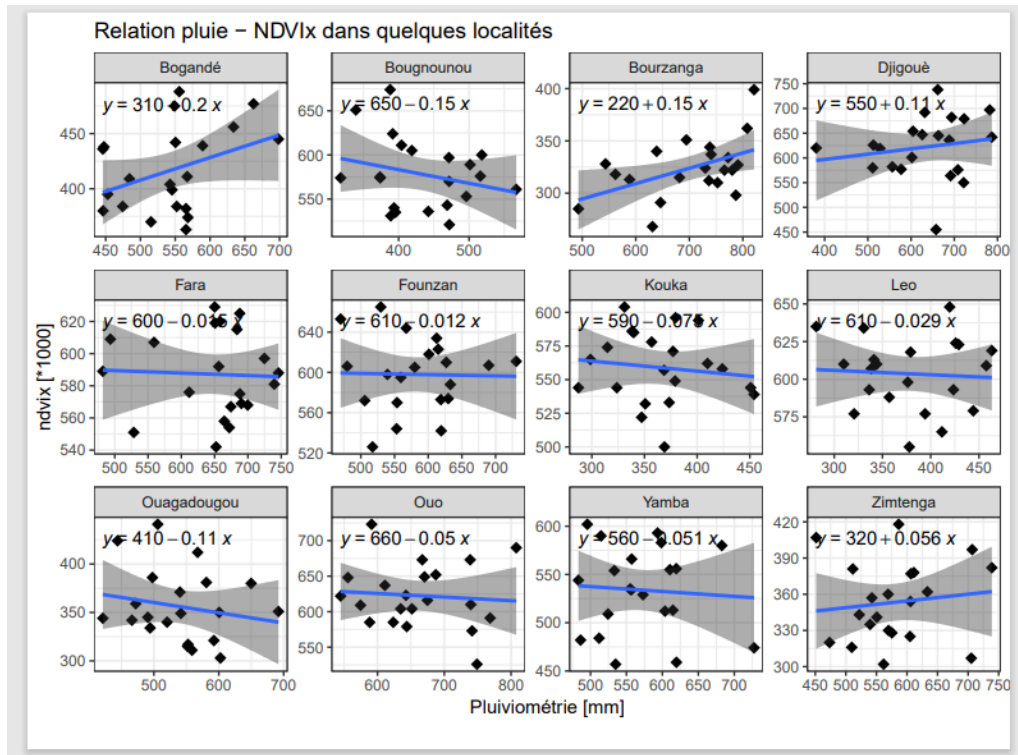 Relation pluie − NDVIx dans quelques localités
Bogandé
Bougnounou
Bourzanga
Djigouè
y = 310 + 0.2 x
y = 650 − 0.15 x
y = 220 + 0.15 x
y = 550 + 0.11 x
450
400
650
600
550
400
350
300
750
700
650
600
550
500
450
450 500 550 600 650 700
400 500
500 600 700 800
400 500 600 700 800
Fara
Founzan
Kouka
Leo
y = 600 − 0.015 x
y = 610 − 0.012 x
y = 590 − 0.075 x
y = 610 − 0.029 x
620
600
580
560
540
640
600
560
520
600
575
550
525
500
650
625
600
575
500 550 600 650 700 750
500 550 600 650 700
300 350 400 450
300 350 400 450
ndvix [*1000]
Ouagadougou
Ouo
Yamba
Zimtenga
y = 410 − 0.11 x
y = 660 − 0.05 x
y = 560 − 0.051 x
y = 320 + 0.056 x
400
350
300
700
650
600
550
600
550
500
450
420
390
360
330
300
500 600 700
600 700 800
500 550 600 650 700
450 500 550 600 650 700 750
Pluiviométrie [mm]